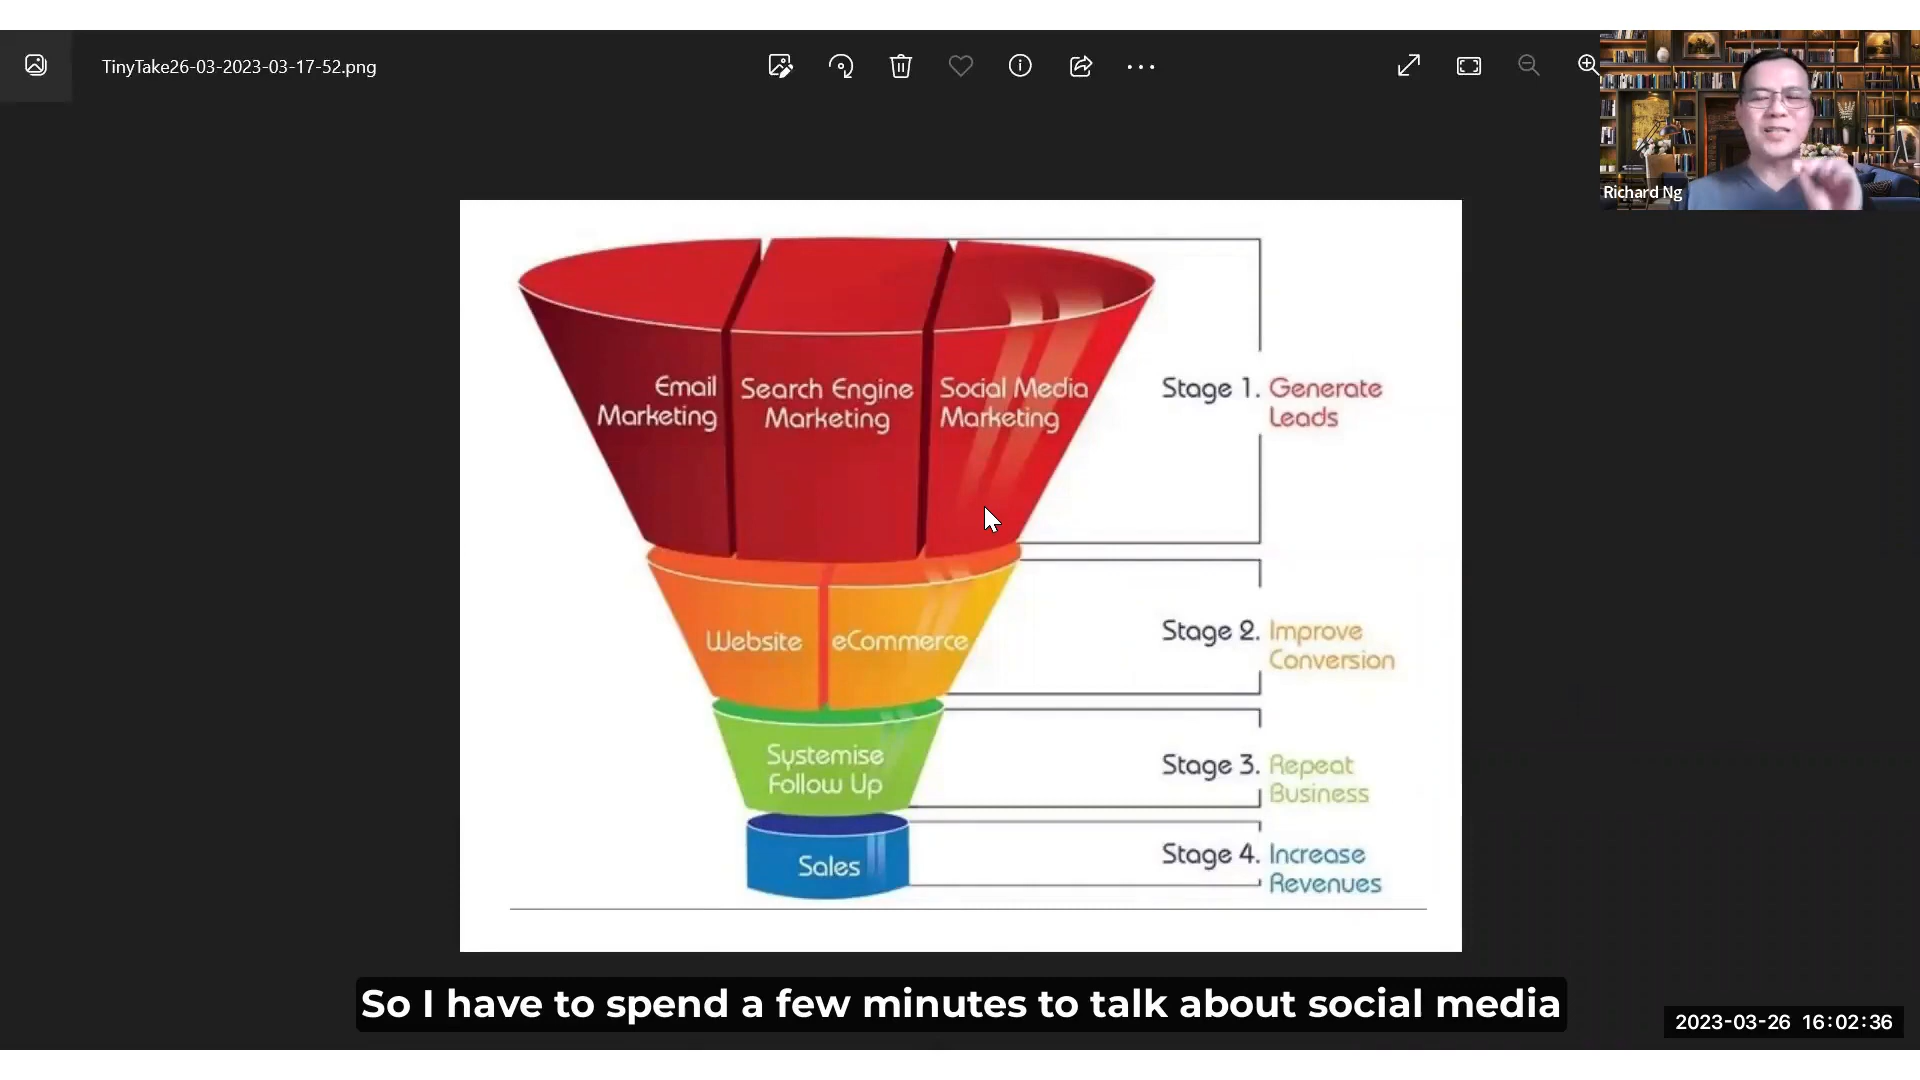 TinyTake26-03-2023-03-17-52.png
Richard Ng
Email
Marketing
Search Engine
Marketing
Social Media
Marketing
Stage 1. Generate
Leads
Website
eCommerce
Stage 2. Improve
Conversion
Systemise
Follow Up
Stage 3. Repeat
Business
Sales
Stage 4. Increase
Revenues
So I have to spend a few minutes to talk about social media
2023-03-26 16:02:36